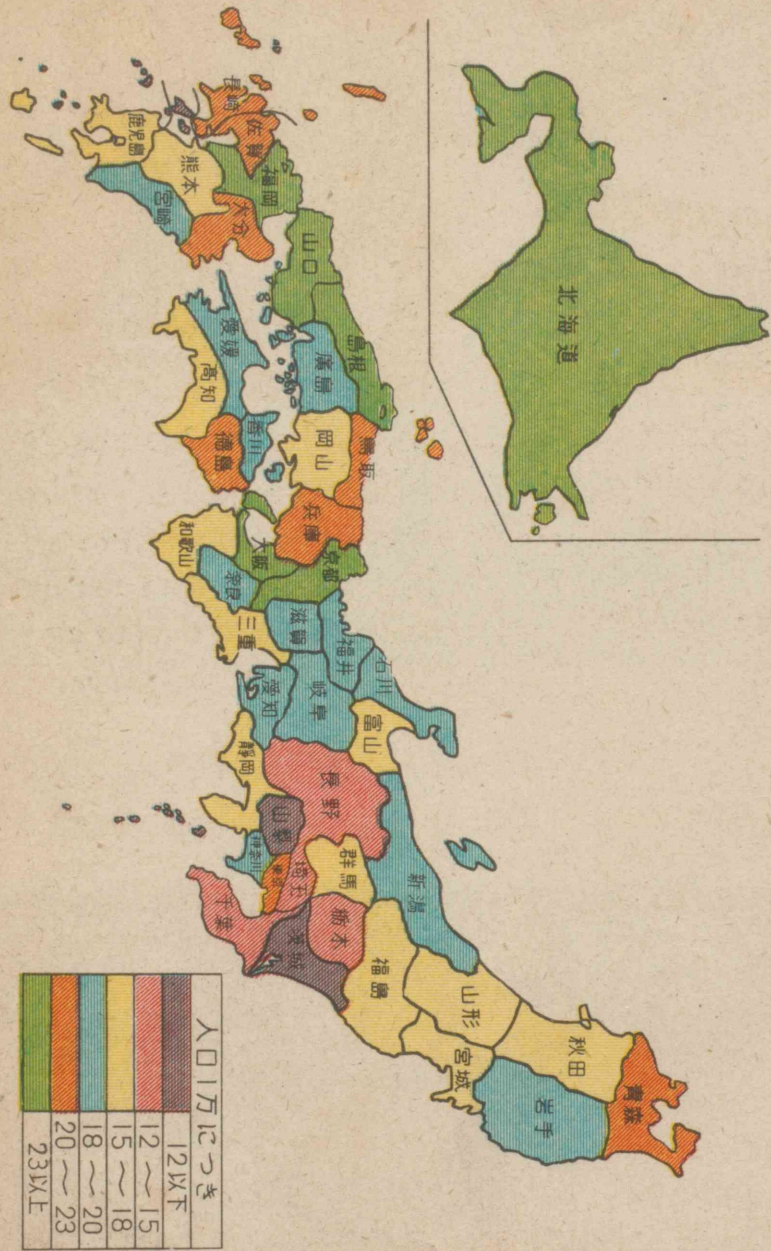 北海道
青森
秋田
岩手
山形
宮城
福島
新潟
群馬
栃木
茨城
埼玉
千葉
東京
神奈川
山梨
長野
静岡
富山
石川
福井
岐阜
愛知
滋賀
三重
京都
奈良
大阪
和歌山
兵庫
鳥取
岡山
島根
廣島
山口
香川
徳島
愛媛
高知
福岡
大分
佐賀
長崎
熊本
宮崎
鹿児島
人口1万につき
12以下
12〜15
15〜18
18〜20
20〜23
23以上